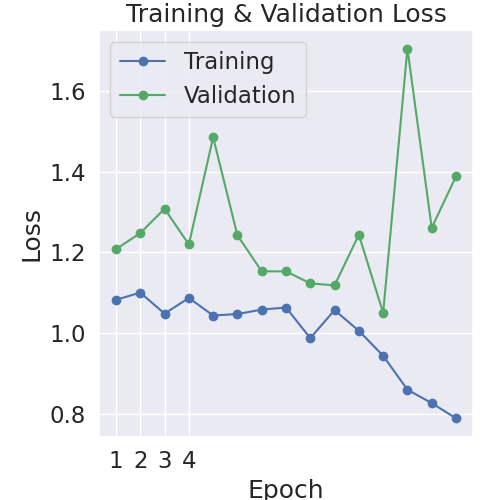 Training & Validation Loss
Training
Validation
1.6
1.4
1.2
1.0
0.8
Loss
1 2 3 4
Epoch